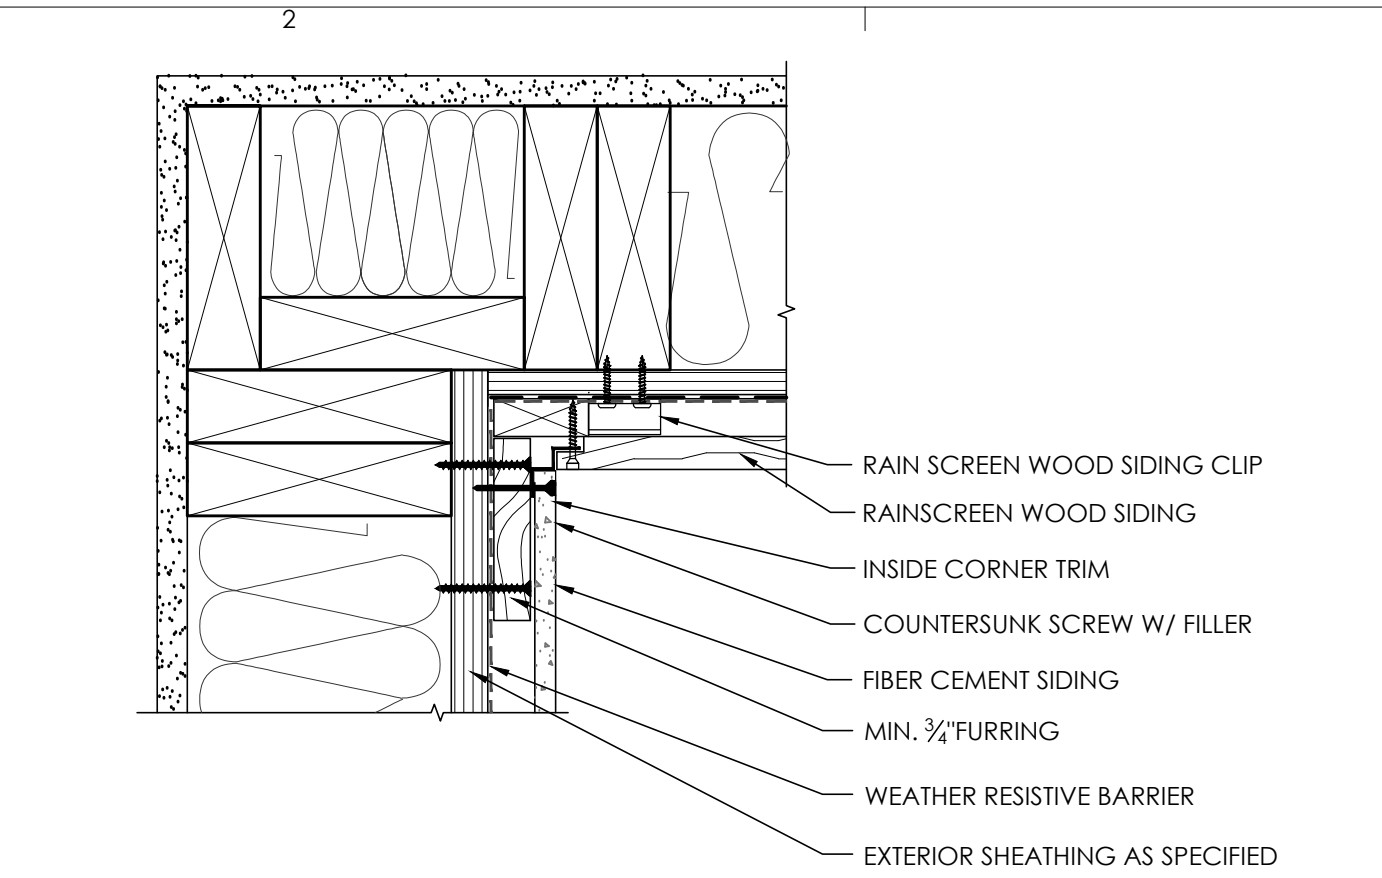 2
RAIN SCREEN WOOD SIDING CLIP
RAINSCREEN WOOD SIDING
INSIDE CORNER TRIM
COUNTERSUNK SCREW W/ FILLER
FIBER CEMENT SIDING
MIN. ¾"FURRING
WEATHER RESISTIVE BARRIER
EXTERIOR SHEATHING AS SPECIFIED